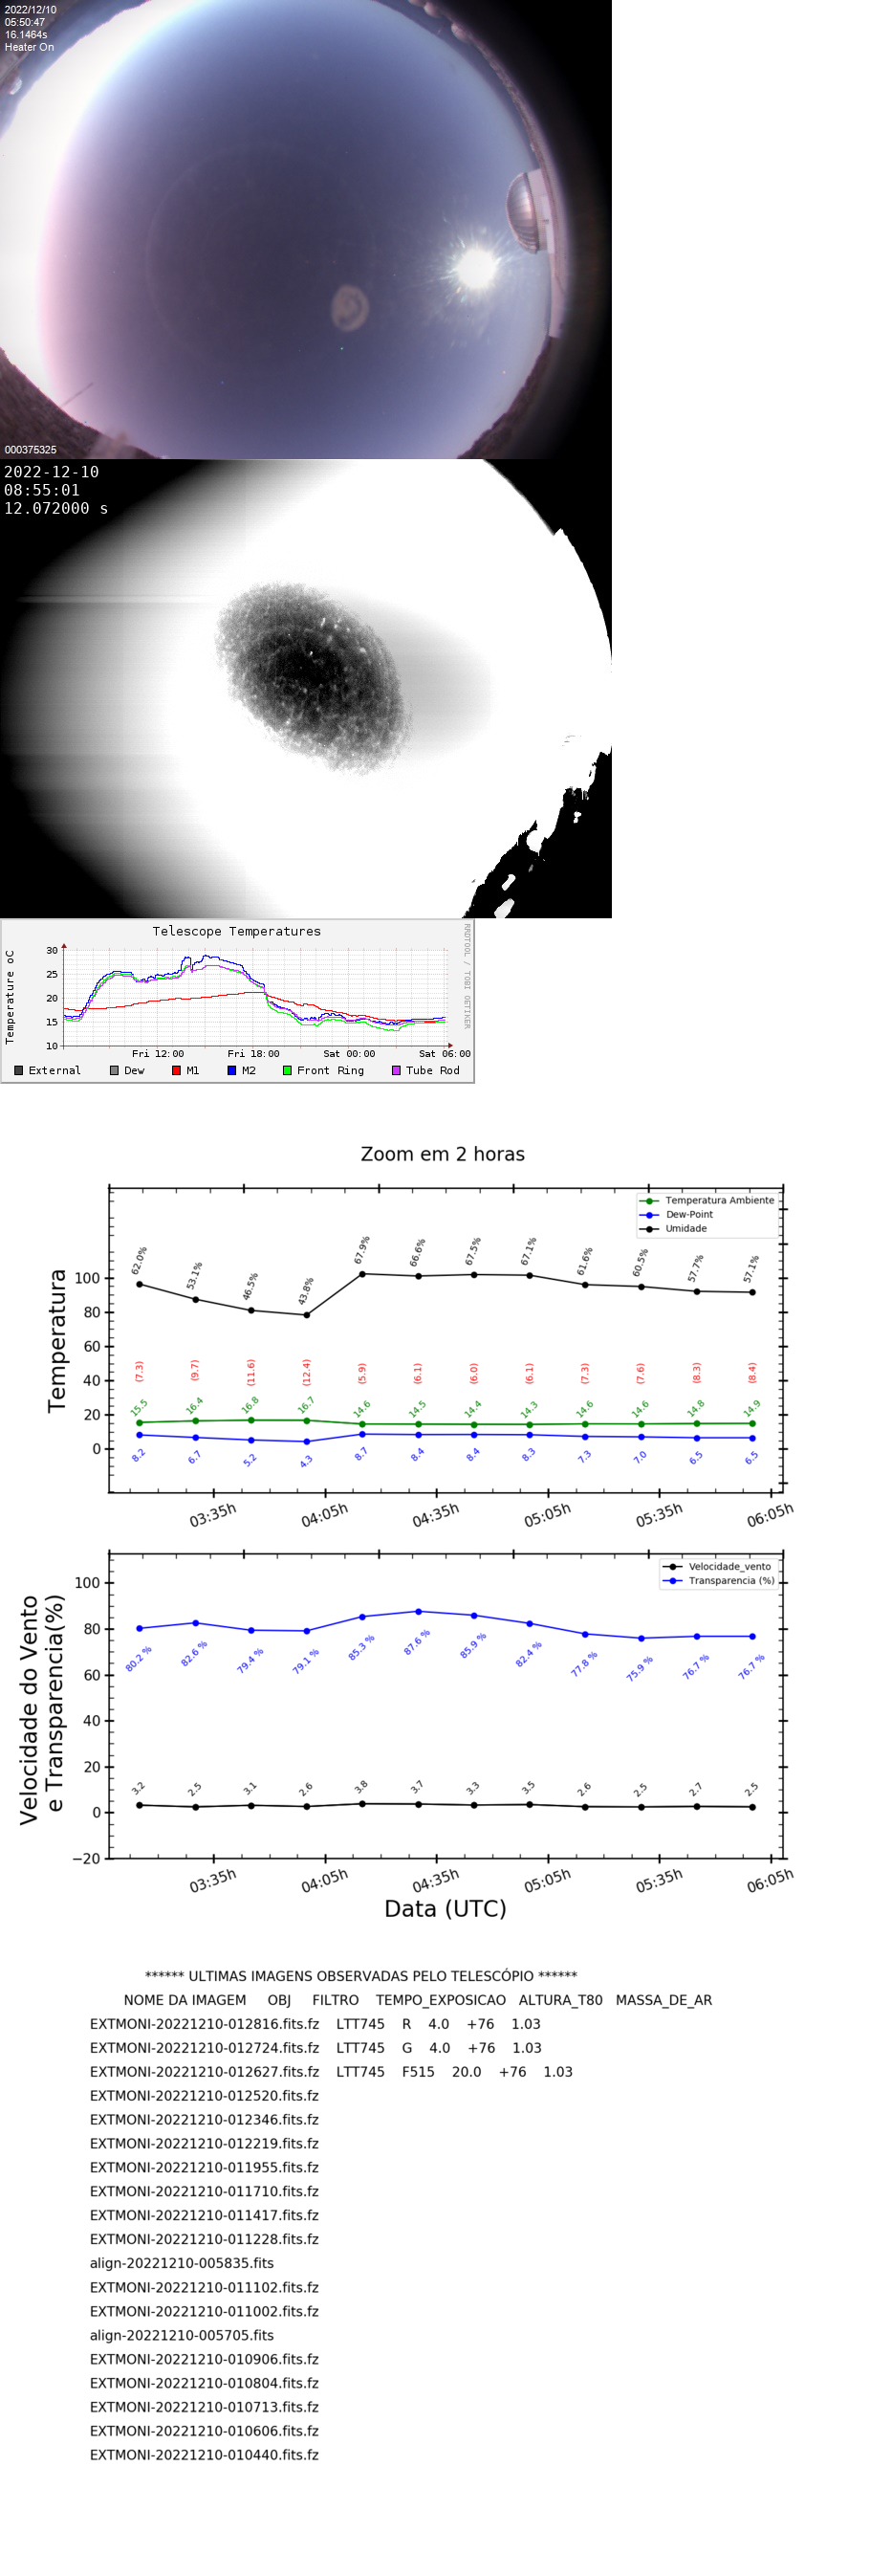 2022/12/10
05:50:47
16.1464s
Heater On
000375325
2022-12-10
08:55:01
12.072000 s
Telescope Temperatures
RRDTOOL / TOBI OETIKER
Temperature oC
30
25
20
15
10
Fri 12:00 Fri 18:00 Sat 00:00 Sat 06:00
External Dew M1 M2 Front Ring Tube Rod
Zoom em 2 horas
Temperatura Ambiente
Dew-Point
Umidade
Temperatura
100
80
60
40
20
0
62.0% 53.1% 46.5% 43.8% 67.9% 66.6% 67.5% 67.1% 61.6% 60.5% 57.7% 57.1%
(7.3) (9.7) (11.6) (12.4) (5.9) (6.1) (6.0) (6.1) (7.3) (7.6) (8.3) (8.4)
15.5 16.4 16.8 16.7 14.6 14.5 14.4 14.3 14.6 14.6 14.8 14.9
8.2 6.7 5.2 4.3 8.7 8.4 8.4 8.3 7.3 7.0 6.5 6.5
03:35h 04:05h 04:35h 05:05h 05:35h 06:05h
Velocidade_vento
Transparencia (%)
Velocidade do Vento
e Transparencia(%)
100
80
60
40
20
0
−20
80.2 % 82.6 % 79.4 % 79.1 % 85.3 % 87.6 % 85.9 % 82.4 % 77.8 % 75.9 % 76.7 % 76.7 %
3.2 2.5 3.1 2.6 3.8 3.7 3.3 3.5 2.6 2.5 2.7 2.5
03:35h 04:05h 04:35h 05:05h 05:35h 06:05h
Data (UTC)
****** ULTIMAS IMAGENS OBSERVADAS PELO TELESCÓPIO ******
NOME DA IMAGEM OBJ FILTRO TEMPO_EXPOSICAO ALTURA_T80 MASSA_DE_AR
EXTMONI-20221210-012816.fits.fz LTT745 R 4.0 +76 1.03
EXTMONI-20221210-012724.fits.fz LTT745 G 4.0 +76 1.03
EXTMONI-20221210-012627.fits.fz LTT745 F515 20.0 +76 1.03
EXTMONI-20221210-012520.fits.fz
EXTMONI-20221210-012346.fits.fz
EXTMONI-20221210-012219.fits.fz
EXTMONI-20221210-011955.fits.fz
EXTMONI-20221210-011710.fits.fz
EXTMONI-20221210-011417.fits.fz
EXTMONI-20221210-011228.fits.fz
align-20221210-005835.fits
EXTMONI-20221210-011102.fits.fz
EXTMONI-20221210-011002.fits.fz
align-20221210-005705.fits
EXTMONI-20221210-010906.fits.fz
EXTMONI-20221210-010804.fits.fz
EXTMONI-20221210-010713.fits.fz
EXTMONI-20221210-010606.fits.fz
EXTMONI-20221210-010440.fits.fz